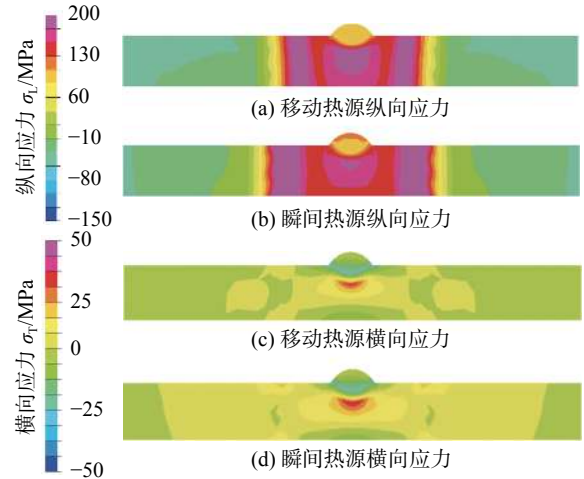 200
130
60
−10
−80
−150
纵向应力 σL/MPa
(a) 移动热源纵向应力
(b) 瞬间热源纵向应力
50
25
0
−25
−50
横向应力 σT/MPa
(c) 移动热源横向应力
(d) 瞬间热源横向应力